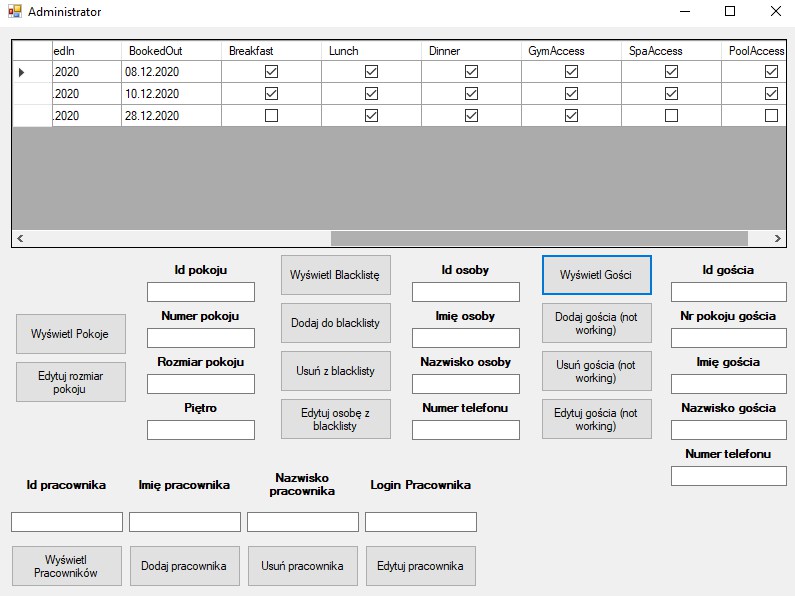 Administrator
edIn BookedOut Breakfast Lunch Dinner GymAccess SpaAccess PoolAccess
.2020 08.12.2020
.2020 10.12.2020
.2020 28.12.2020
Id pokoju
Numer pokoju
Rozmiar pokoju
Piętro
Wyświetl Pokoje
Edytuj rozmiar
pokoju
Wyświetl Blacklistę
Dodaj do blacklisty
Usuń z blacklisty
Edytuj osobę z
blacklisty
Id osoby
Imię osoby
Nazwisko osoby
Numer telefonu
Wyświetl Gości
Dodaj gościa (not
working)
Usuń gościa (not
working)
Edytuj gościa (not
working)
Id gościa
Nr pokoju gościa
Imię gościa
Nazwisko gościa
Numer telefonu
Id pracownika
Imię pracownika
Nazwisko
pracownika
Login Pracownika
Wyświetl
Pracowników
Dodaj pracownika
Usuń pracownika
Edytuj pracownika